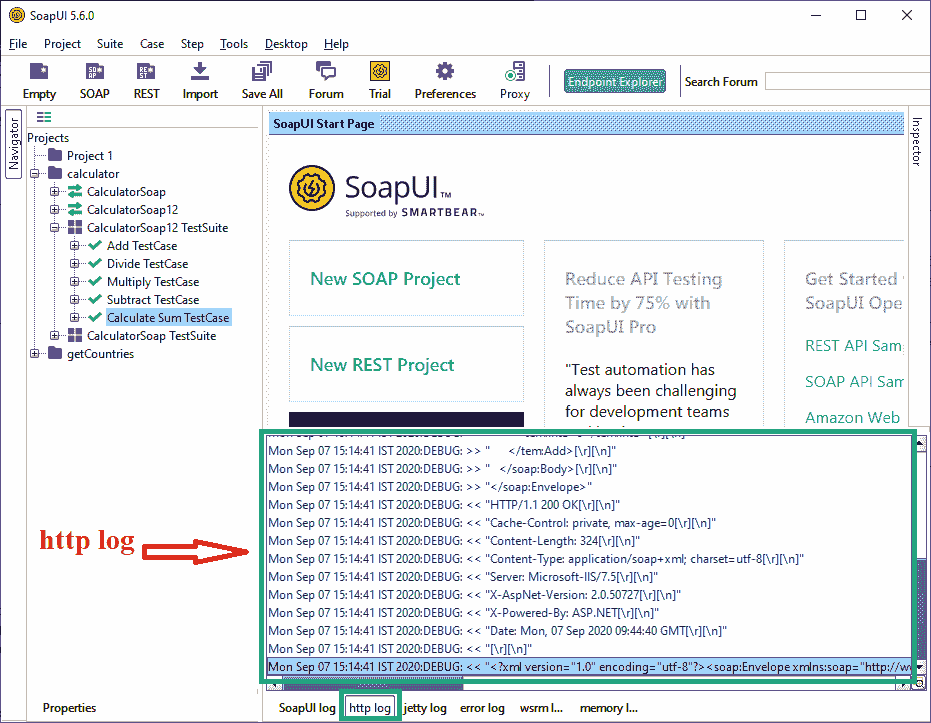 SoapUI 5.6.0
File Project Suite Case Step Tools Desktop Help
Empty SOAP REST Import Save All Forum Trial Preferences Proxy Endpoint Explorer Search Forum
Navigator
Projects
Project 1
calculator
CalculatorSoap
CalculatorSoap12
CalculatorSoap12 TestSuite
Add TestCase
Divide TestCase
Multiply TestCase
Subtract TestCase
Calculate Sum TestCase
CalculatorSoap TestSuite
getCountries
SoapUI Start Page
Inspector
SoapUI™
Supported by SMARTBEAR™
New SOAP Project
New REST Project
Reduce API Testing
Time by 75% with
SoapUI Pro
"Test automation has
always been challenging
for development teams
Get Started
SoapUI Ope
REST API Sam
SOAP API Sam
Amazon Web
http log
Mon Sep 07 15:14:41 IST 2020:DEBUG: >> "      </tem:Add>[\r][\n]"
Mon Sep 07 15:14:41 IST 2020:DEBUG: >> "   </soap:Body>[\r][\n]"
Mon Sep 07 15:14:41 IST 2020:DEBUG: >> "</soap:Envelope>"
Mon Sep 07 15:14:41 IST 2020:DEBUG: << "HTTP/1.1 200 OK[\r][\n]"
Mon Sep 07 15:14:41 IST 2020:DEBUG: << "Cache-Control: private, max-age=0[\r][\n]"
Mon Sep 07 15:14:41 IST 2020:DEBUG: << "Content-Length: 324[\r][\n]"
Mon Sep 07 15:14:41 IST 2020:DEBUG: << "Content-Type: application/soap+xml; charset=utf-8[\r][\n]"
Mon Sep 07 15:14:41 IST 2020:DEBUG: << "Server: Microsoft-IIS/7.5[\r][\n]"
Mon Sep 07 15:14:41 IST 2020:DEBUG: << "X-AspNet-Version: 2.0.50727[\r][\n]"
Mon Sep 07 15:14:41 IST 2020:DEBUG: << "X-Powered-By: ASP.NET[\r][\n]"
Mon Sep 07 15:14:41 IST 2020:DEBUG: << "Date: Mon, 07 Sep 2020 09:44:40 GMT[\r][\n]"
Mon Sep 07 15:14:41 IST 2020:DEBUG: << "[\r][\n]"
Mon Sep 07 15:14:41 IST 2020:DEBUG: << "<?xml version="1.0" encoding="utf-8"?><soap:Envelope xmlns:soap="http://w
Properties
SoapUI log http log jetty log error log wsrm l... memory l...